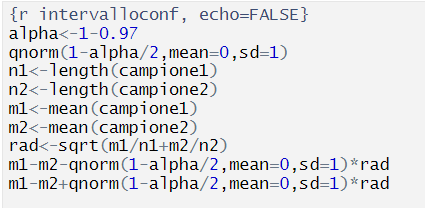 {r intervalloconf, echo=FALSE}
alpha<-1-0.97
qnorm(1-alpha/2,mean=0,sd=1)
n1<-length(campione1)
n2<-length(campione2)
m1<-mean(campione1)
m2<-mean(campione2)
rad<-sqrt(m1/n1+m2/n2)
m1-m2-qnorm(1-alpha/2,mean=0,sd=1)*rad
m1-m2+qnorm(1-alpha/2,mean=0,sd=1)*rad